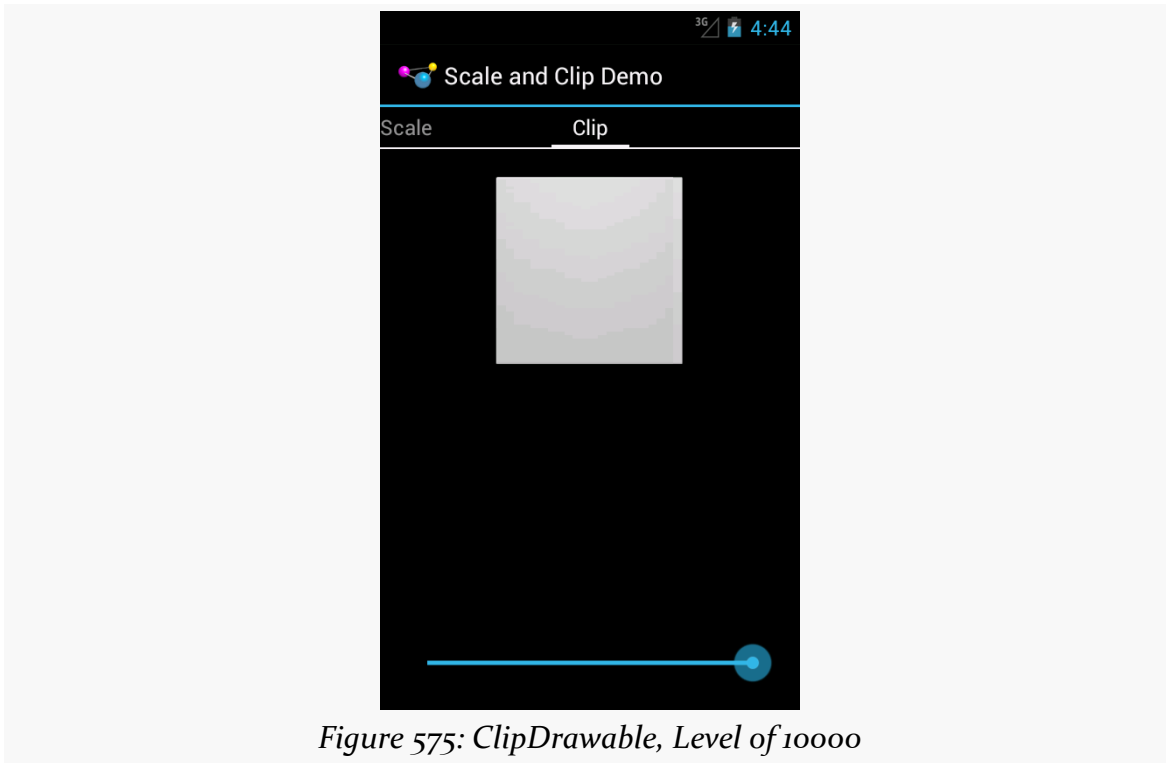 3G 4:44
Scale and Clip Demo
Scale Clip
Figure 575: ClipDrawable, Level of 10000